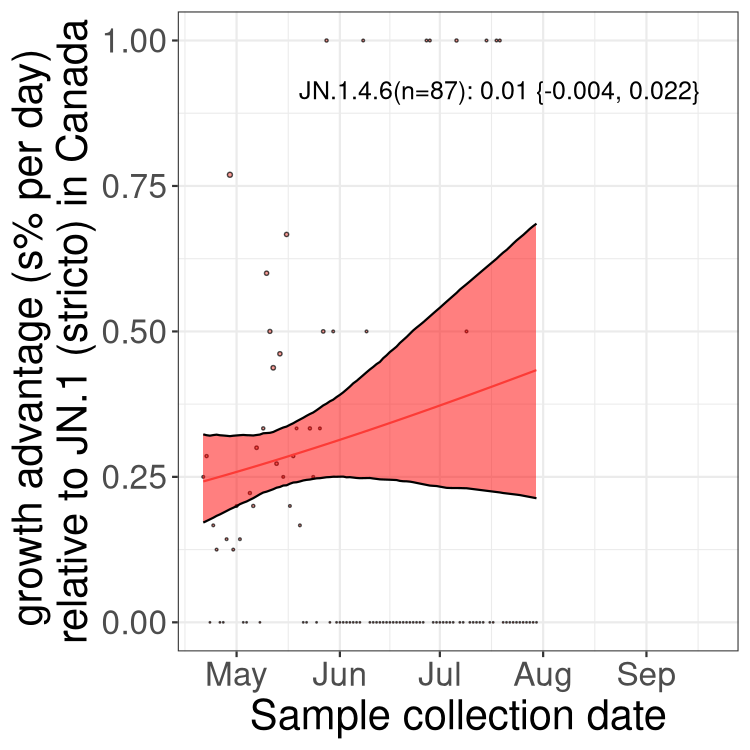 growth advantage (s% per day)
relative to JN.1 (stricto) in Canada
1.00
0.75
0.50
0.25
0.00
JN.1.4.6(n=87): 0.01 {-0.004, 0.022}
May Jun Jul Aug Sep
Sample collection date